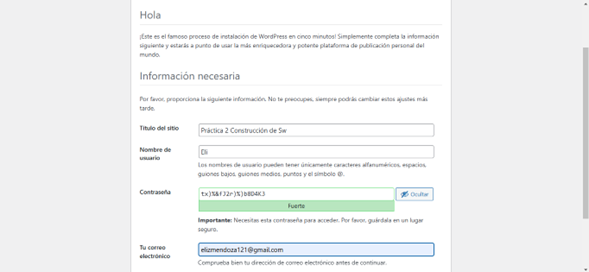 Hola
¡Este es el famoso proceso de instalación de WordPress en cinco minutos! Simplemente completa la información
siguiente y estarás a punto de usar la más enriquecedora y potente plataforma de publicación personal del
mundo.
Información necesaria
Por favor, proporciona la siguiente información. No te preocupes, siempre podrás cambiar estos ajustes más
tarde.
Título del sitio
Práctica 2 Construcción de Sw
Nombre de
usuario
Di
Los nombres de usuario pueden tener únicamente caracteres alfanuméricos, espacios,
guiones bajos, guiones medios, puntos y el símbolo @.
Contraseña
Ocultar
Fuerte
Importante: Necesitas esta contraseña para acceder. Por favor, guárdala en un lugar
seguro.
Tu correo
electrónico
elizmendoza121@gmail.com
Comprueba bien tu dirección de correo electrónico antes de continuar.